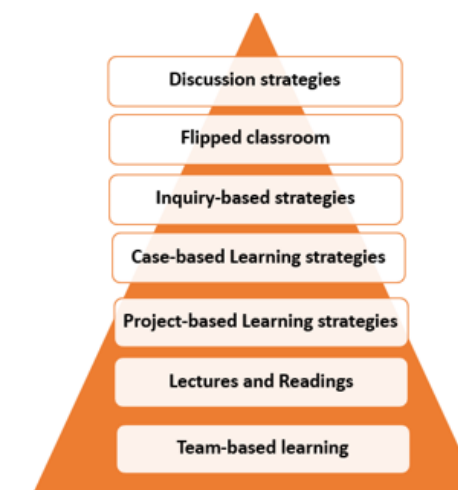 Discussion strategies
Flipped classroom
Inquiry-based strategies
Case-based Learning strategies
Project-based Learning strategies
Lectures and Readings
Team-based learning